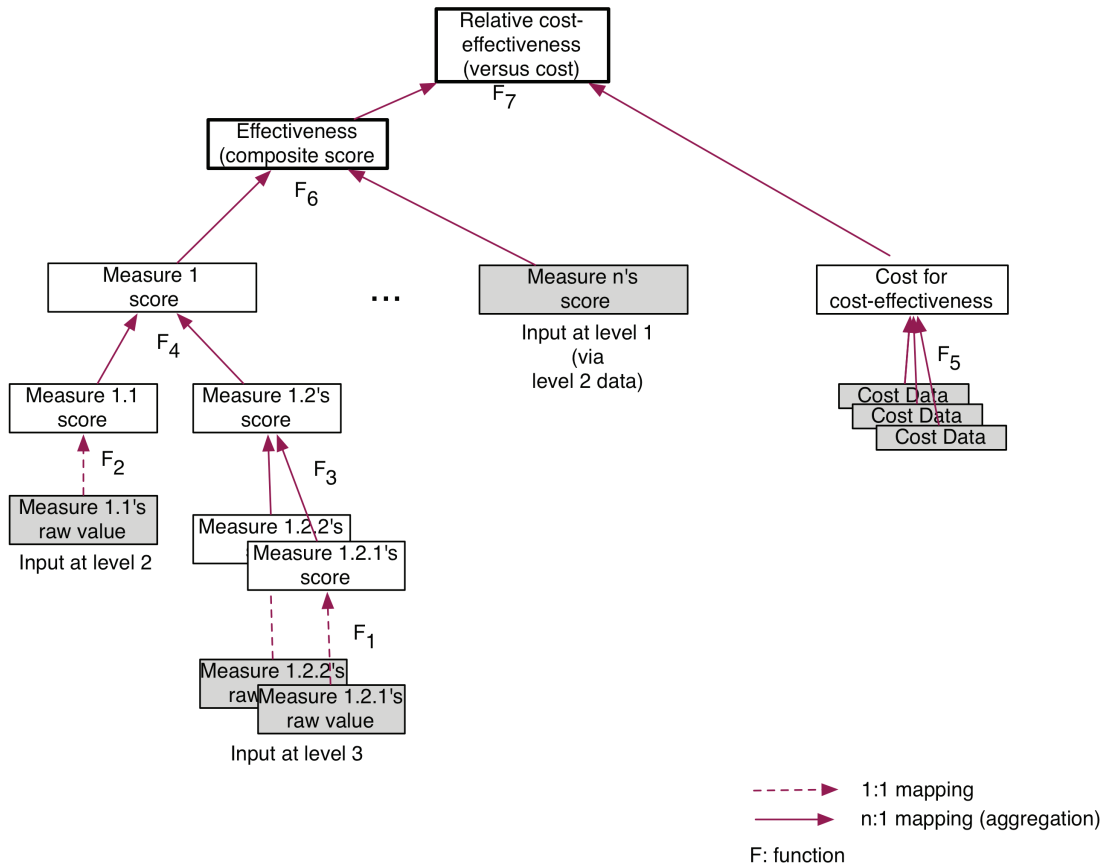 Relative cost-
effectiveness
(versus cost)
F7
Effectiveness
(composite score
F6
Measure 1
score
...
Measure n's
score
Input at level 1
(via
level 2 data)
Cost for
cost-effectiveness
F4
F5
Measure 1.1
score
Measure 1.2's
score
Cost Data
Cost Data
Cost Data
F2
F3
Measure 1.1's
raw value
Input at level 2
Measure 1.2.2's
Measure 1.2.1's
score
F1
Measure 1.2.2's
raw
Measure 1.2.1's
raw value
Input at level 3
1:1 mapping
n:1 mapping (aggregation)
F: function